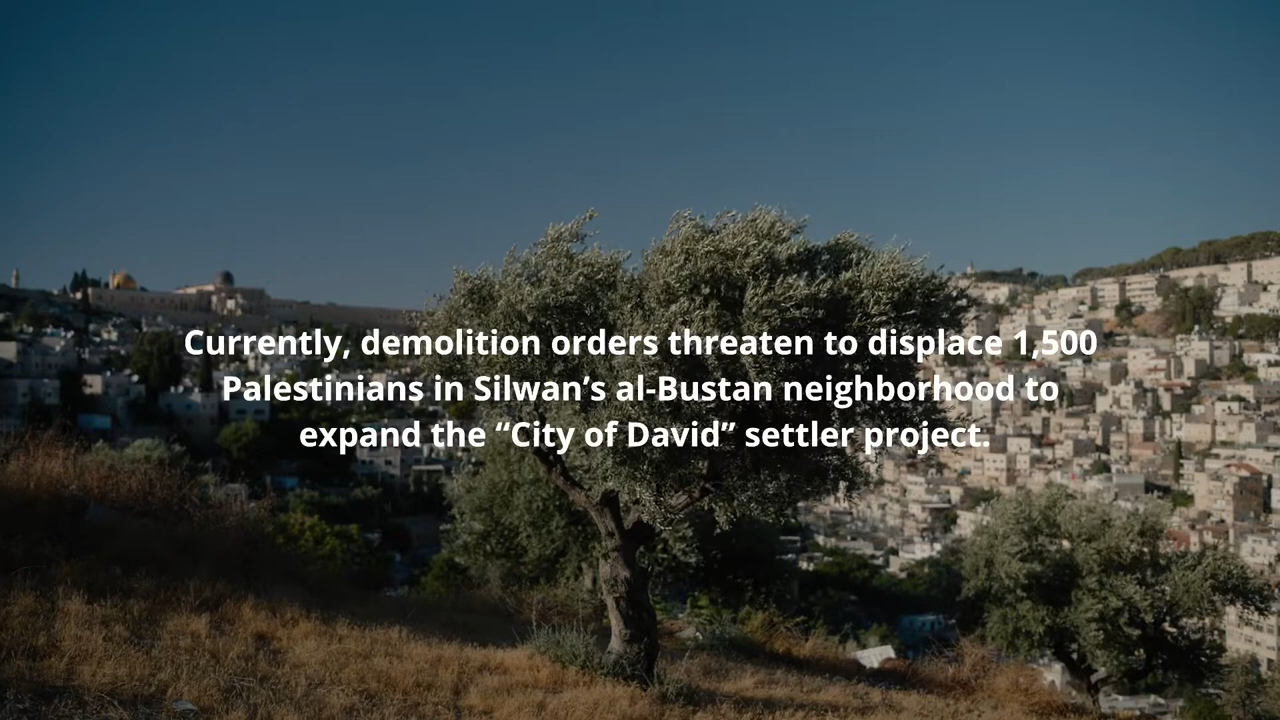 Currently, demolition orders threaten to displace 1,500
Palestinians in Silwan’s al-Bustan neighborhood to
expand the “City of David” settler project.